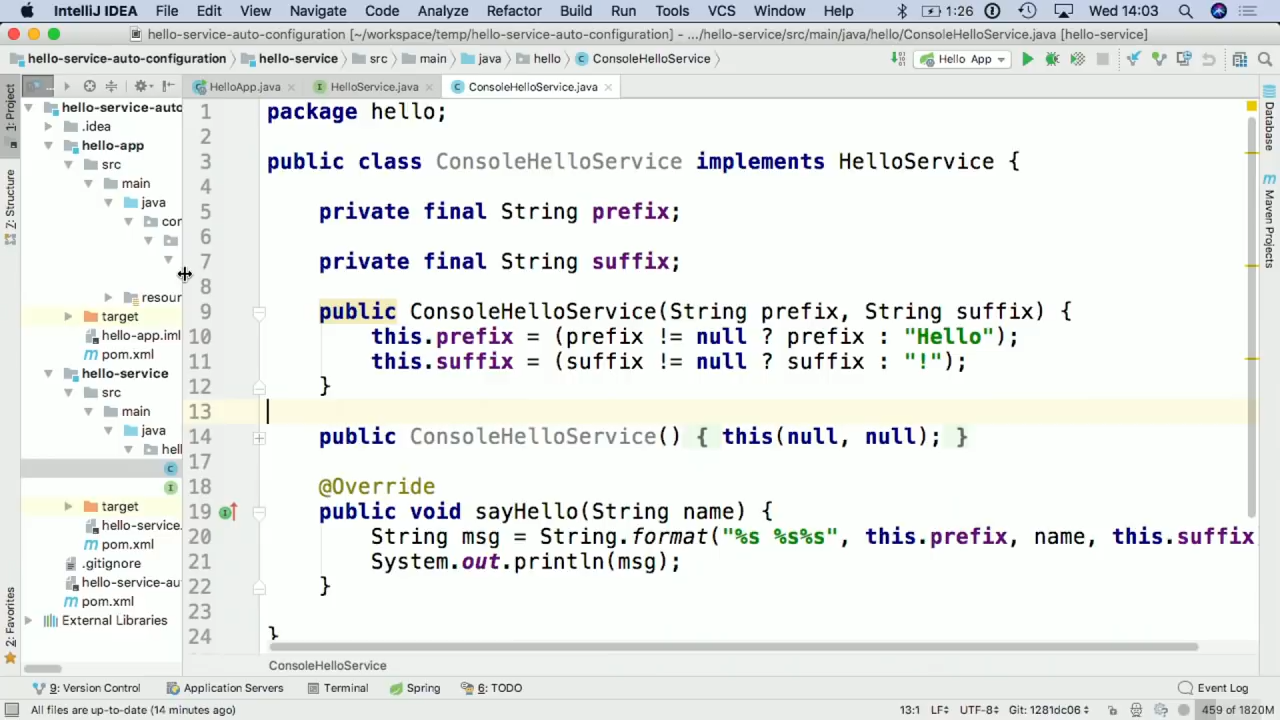 IntelliJ IDEA File Edit View Navigate Code Analyze Refactor Build Run Tools VCS Window Help 1:26 Wed 14:03
hello-service-auto-configuration [~/workspace/temp/hello-service-auto-configuration] - .../hello-service/src/main/java/hello/ConsoleHelloService.java [hello-service]
hello-service-auto-configuration hello-service src main java hello ConsoleHelloService Hello App
HelloApp.java HelloService.java ConsoleHelloService.java
1: Project
Z: Structure
2: Favorites
hello-service-auto
.idea
hello-app
src
main
java
con
resour
target
hello-app.iml
pom.xml
hello-service
src
main
java
hell
target
hello-service.
pom.xml
.gitignore
hello-service-au
pom.xml
External Libraries
1 package hello;
2
3 public class ConsoleHelloService implements HelloService {
4
5 private final String prefix;
6
7 private final String suffix;
8
9 public ConsoleHelloService(String prefix, String suffix) {
10 this.prefix = (prefix != null ? prefix : "Hello");
11 this.suffix = (suffix != null ? suffix : "!");
12 }
13
14 public ConsoleHelloService() { this(null, null); }
17
18 @Override
19 public void sayHello(String name) {
20 String msg = String.format("%s %s%s", this.prefix, name, this.suffix
21 System.out.println(msg);
22 }
23
24 }
ConsoleHelloService
Database
Maven Projects
9: Version Control Application Servers Terminal Spring 6: TODO Event Log
All files are up-to-date (14 minutes ago) 13:1 LF UTF-8 Git: 1281dc06 459 of 1820M